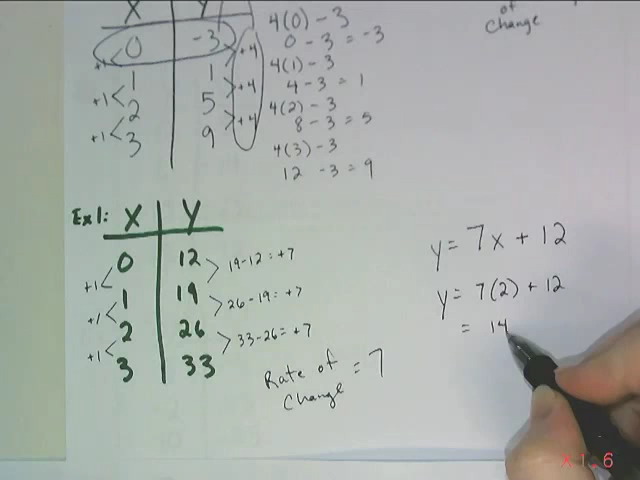 X Y
0 -3
+1 < > +4
1 1
+1 < > +4
2 5
+1 < > +4
3 9
4(0) - 3
0 - 3 = -3
4(1) - 3
4 - 3 = 1
4(2) - 3
8 - 3 = 5
4(3) - 3
12 - 3 = 9
of
Change
Ex1: X Y
0 12
+1 < > 19-12 = +7
1 19
+1 < > 26-19 = +7
2 26
+1 < > 33-26 = +7
3 33
Rate of
Change = 7
y = 7x + 12
y = 7(2) + 12
= 14
x1.6